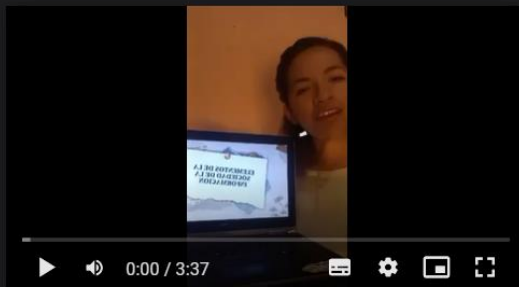 ELEMENTOS DE LA
SOCIEDAD DE LA
INFORMACION
0:00 / 3:37